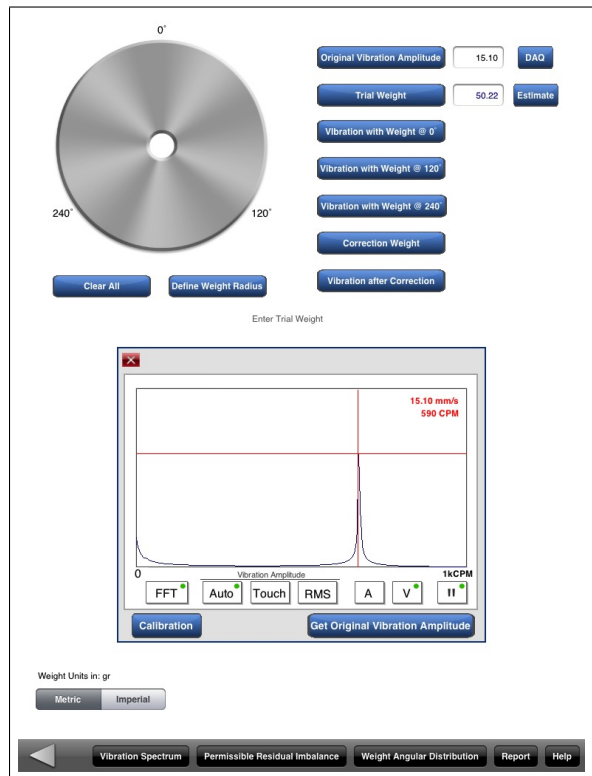 0°
240°
120°
Original Vibration Amplitude 15.10 DAQ
Trial Weight 50.22 Estimate
Vibration with Weight @ 0°
Vibration with Weight @ 120°
Vibration with Weight @ 240°
Correction Weight
Vibration after Correction
Clear All Define Weight Radius
Enter Trial Weight
X
15.10 mm/s
590 CPM
0 1kCPM
Vibration Amplitude
FFT Auto Touch RMS A V II
Calibration Get Original Vibration Amplitude
Weight Units in: gr
Metric Imperial
Vibration Spectrum Permissible Residual Imbalance Weight Angular Distribution Report Help